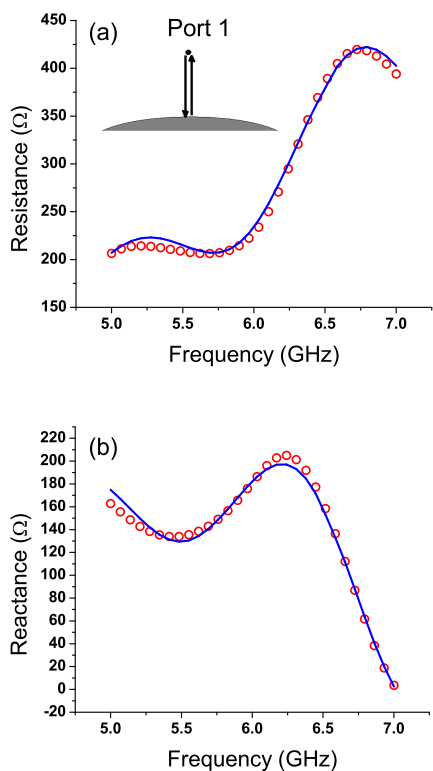 (a)
Port 1
450
400
350
300
250
200
150
Resistance (Ω)
5.0 5.5 6.0 6.5 7.0
Frequency (GHz)
(b)
220
200
180
160
140
120
100
80
60
40
20
0
-20
Reactance (Ω)
5.0 5.5 6.0 6.5 7.0
Frequency (GHz)